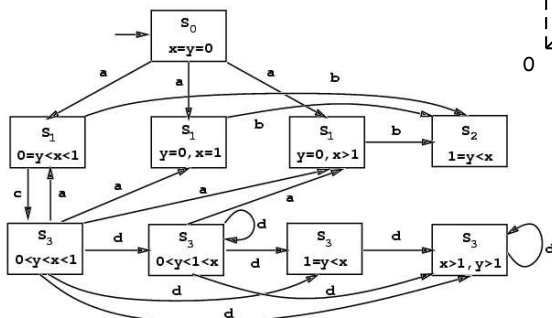 S0
x=y=0
0
a
a
a
b
S1
0=y<x<1
S1
y=0, x=1
b
S1
y=0, x>1
b
S2
1=y<x
c
a
a
a
a
S3
0<y<x<1
d
S3
0<y<1<x
d
d
S3
1=y<x
d
S3
x>1, y>1
d
d
d
d